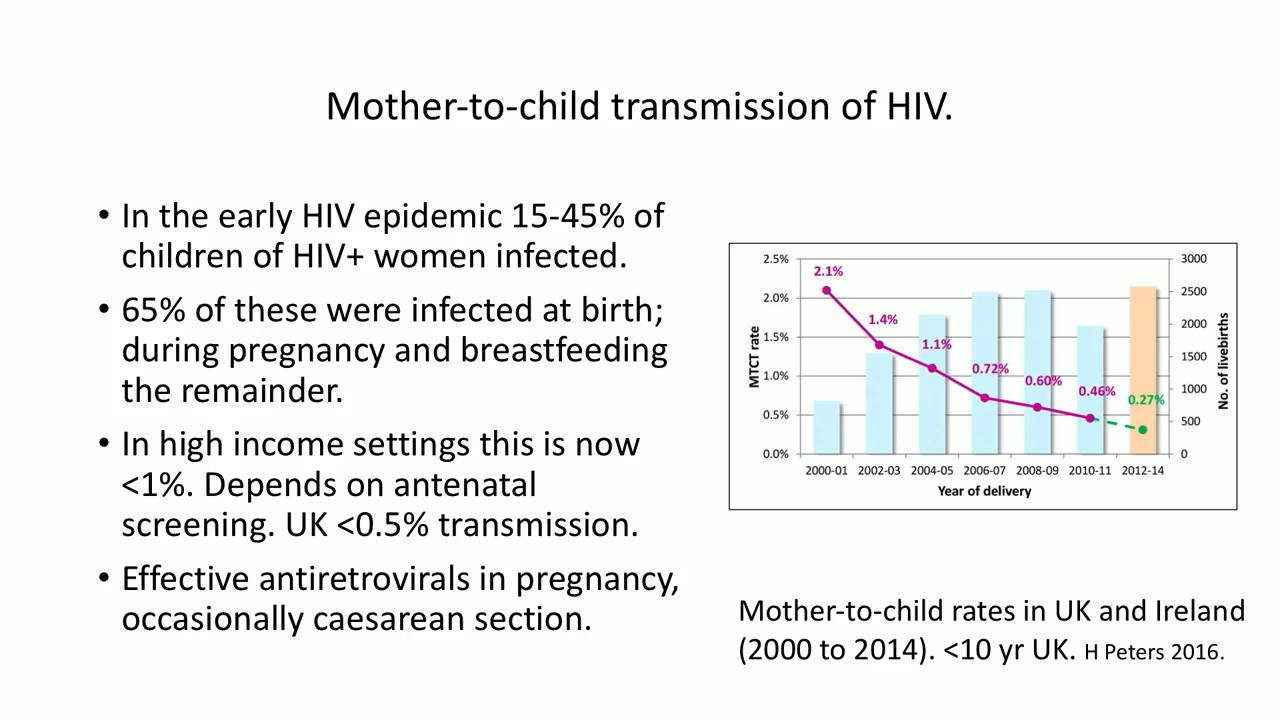 Mother-to-child transmission of HIV.
• In the early HIV epidemic 15-45% of
children of HIV+ women infected.
• 65% of these were infected at birth;
during pregnancy and breastfeeding
the remainder.
• In high income settings this is now
<1%. Depends on antenatal
screening. UK <0.5% transmission.
• Effective antiretrovirals in pregnancy,
occasionally caesarean section.
MTCT rate
2.5%
2.0%
1.5%
1.0%
0.5%
0.0%
2.1%
1.4%
1.1%
0.72%
0.60%
0.46%
0.27%
3000
2500
2000
1500
1000
500
0
No. of livebirths
2000-01 2002-03 2004-05 2006-07 2008-09 2010-11 2012-14
Year of delivery
Mother-to-child rates in UK and Ireland
(2000 to 2014). <10 yr UK. H Peters 2016.